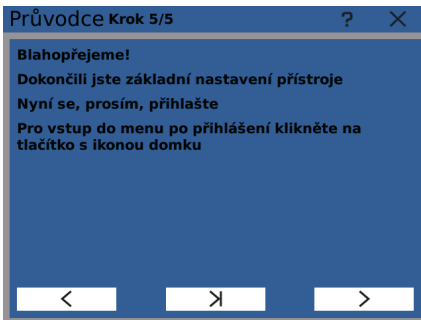 Průvodce Krok 5/5 ? X
Blahopřejeme!
Dokončili jste základní nastavení přístroje
Nyní se, prosím, přihlašte
Pro vstup do menu po přihlášení klikněte na
tlačítko s ikonou domku
< >| >